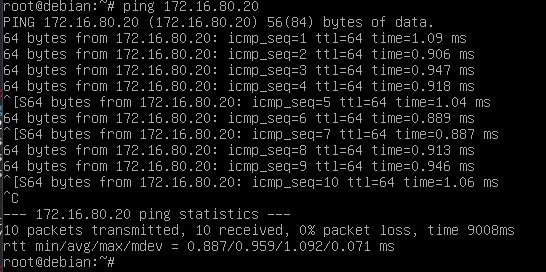 root@debian:~# ping 172.16.80.20
PING 172.16.80.20 (172.16.80.20) 56(84) bytes of data.
64 bytes from 172.16.80.20: icmp_seq=1 ttl=64 time=1.09 ms
64 bytes from 172.16.80.20: icmp_seq=2 ttl=64 time=0.906 ms
64 bytes from 172.16.80.20: icmp_seq=3 ttl=64 time=0.947 ms
64 bytes from 172.16.80.20: icmp_seq=4 ttl=64 time=0.918 ms
^[S64 bytes from 172.16.80.20: icmp_seq=5 ttl=64 time=1.04 ms
64 bytes from 172.16.80.20: icmp_seq=6 ttl=64 time=0.889 ms
^[S64 bytes from 172.16.80.20: icmp_seq=7 ttl=64 time=0.887 ms
64 bytes from 172.16.80.20: icmp_seq=8 ttl=64 time=0.913 ms
64 bytes from 172.16.80.20: icmp_seq=9 ttl=64 time=0.946 ms
^[S64 bytes from 172.16.80.20: icmp_seq=10 ttl=64 time=1.06 ms
^C
--- 172.16.80.20 ping statistics ---
10 packets transmitted, 10 received, 0% packet loss, time 9008ms
rtt min/avg/max/mdev = 0.887/0.959/1.092/0.071 ms
root@debian:~#